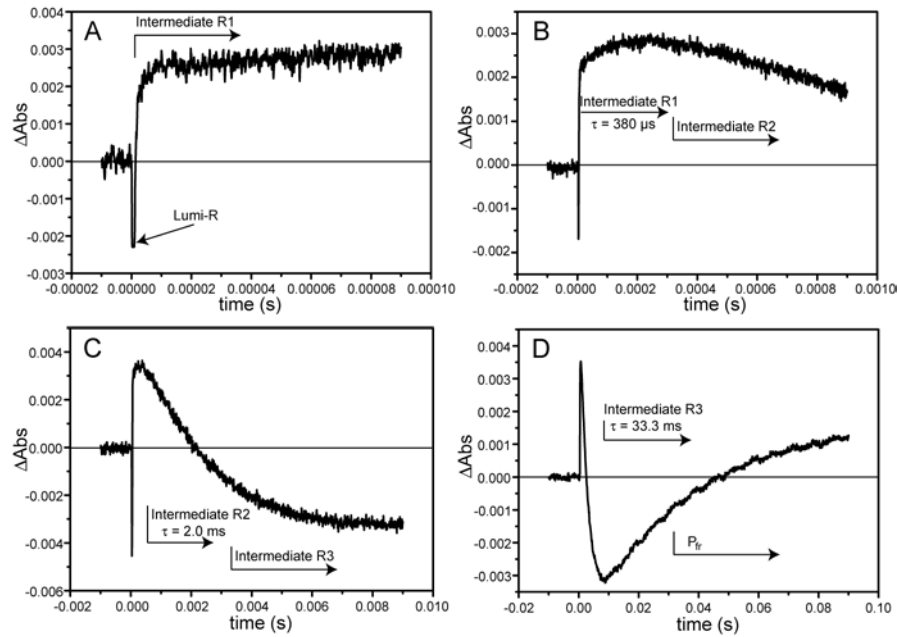 A
Intermediate R1
Lumi-R
ΔAbs
0.004
0.003
0.002
0.001
0.000
-0.001
-0.002
-0.003
-0.00002 0.00000 0.00002 0.00004 0.00006 0.00008 0.00010
time (s)
B
Intermediate R1
τ = 380 µs
Intermediate R2
ΔAbs
0.003
0.002
0.001
0.000
-0.001
-0.002
-0.0002 0.0000 0.0002 0.0004 0.0006 0.0008 0.0010
time (s)
C
Intermediate R2
τ = 2.0 ms
Intermediate R3
ΔAbs
0.004
0.002
0.000
-0.002
-0.004
-0.006
-0.002 0.000 0.002 0.004 0.006 0.008 0.010
time (s)
D
Intermediate R3
τ = 33.3 ms
Pfr
ΔAbs
0.004
0.003
0.002
0.001
0.000
-0.001
-0.002
-0.003
-0.02 0.00 0.02 0.04 0.06 0.08 0.10
time (s)